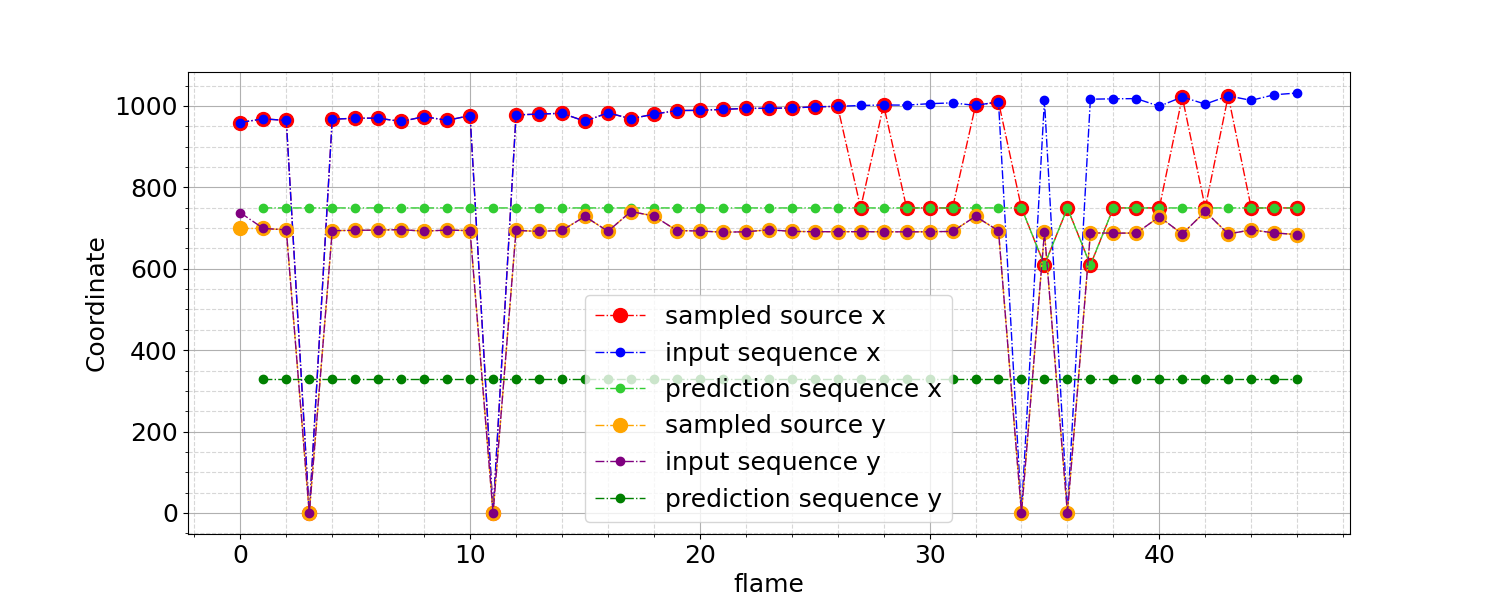 1000
800
600
400
200
0
Coordinate
sampled source x
input sequence x
prediction sequence x
sampled source y
input sequence y
prediction sequence y
0 10 20 30 40
flame